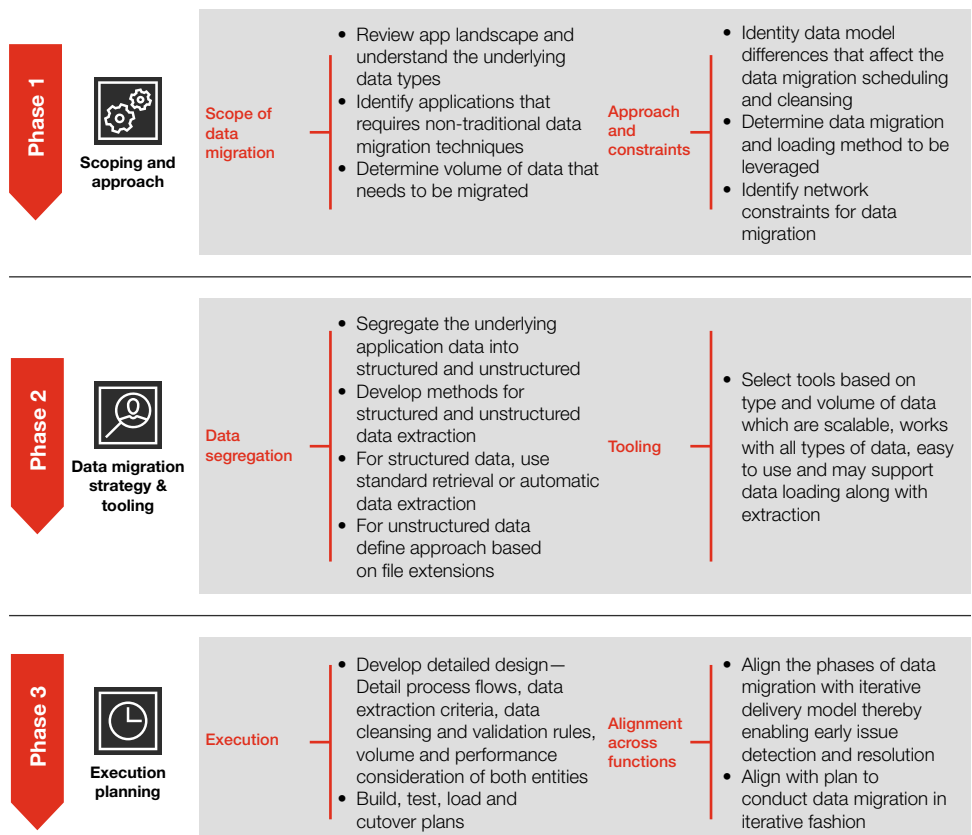 Phase 1
Scoping and
approach
Scope of
data
migration
• Review app landscape and
understand the underlying
data types
• Identify applications that
requires non-traditional data
migration techniques
• Determine volume of data that
needs to be migrated
Approach
and
constraints
• Identity data model
differences that affect the
data migration scheduling
and cleansing
• Determine data migration
and loading method to be
leveraged
• Identify network
constraints for data
migration
Phase 2
Data migration
strategy &
tooling
Data
segregation
• Segregate the underlying
application data into
structured and unstructured
• Develop methods for
structured and unstructured
data extraction
• For structured data, use
standard retrieval or automatic
data extraction
• For unstructured data
define approach based
on file extensions
Tooling
• Select tools based on
type and volume of data
which are scalable, works
with all types of data, easy
to use and may support
data loading along with
extraction
Phase 3
Execution
planning
Execution
• Develop detailed design—
Detail process flows, data
extraction criteria, data
cleansing and validation rules,
volume and performance
consideration of both entities
• Build, test, load and
cutover plans
Alignment
across
functions
• Align the phases of data
migration with iterative
delivery model thereby
enabling early issue
detection and resolution
• Align with plan to
conduct data migration in
iterative fashion